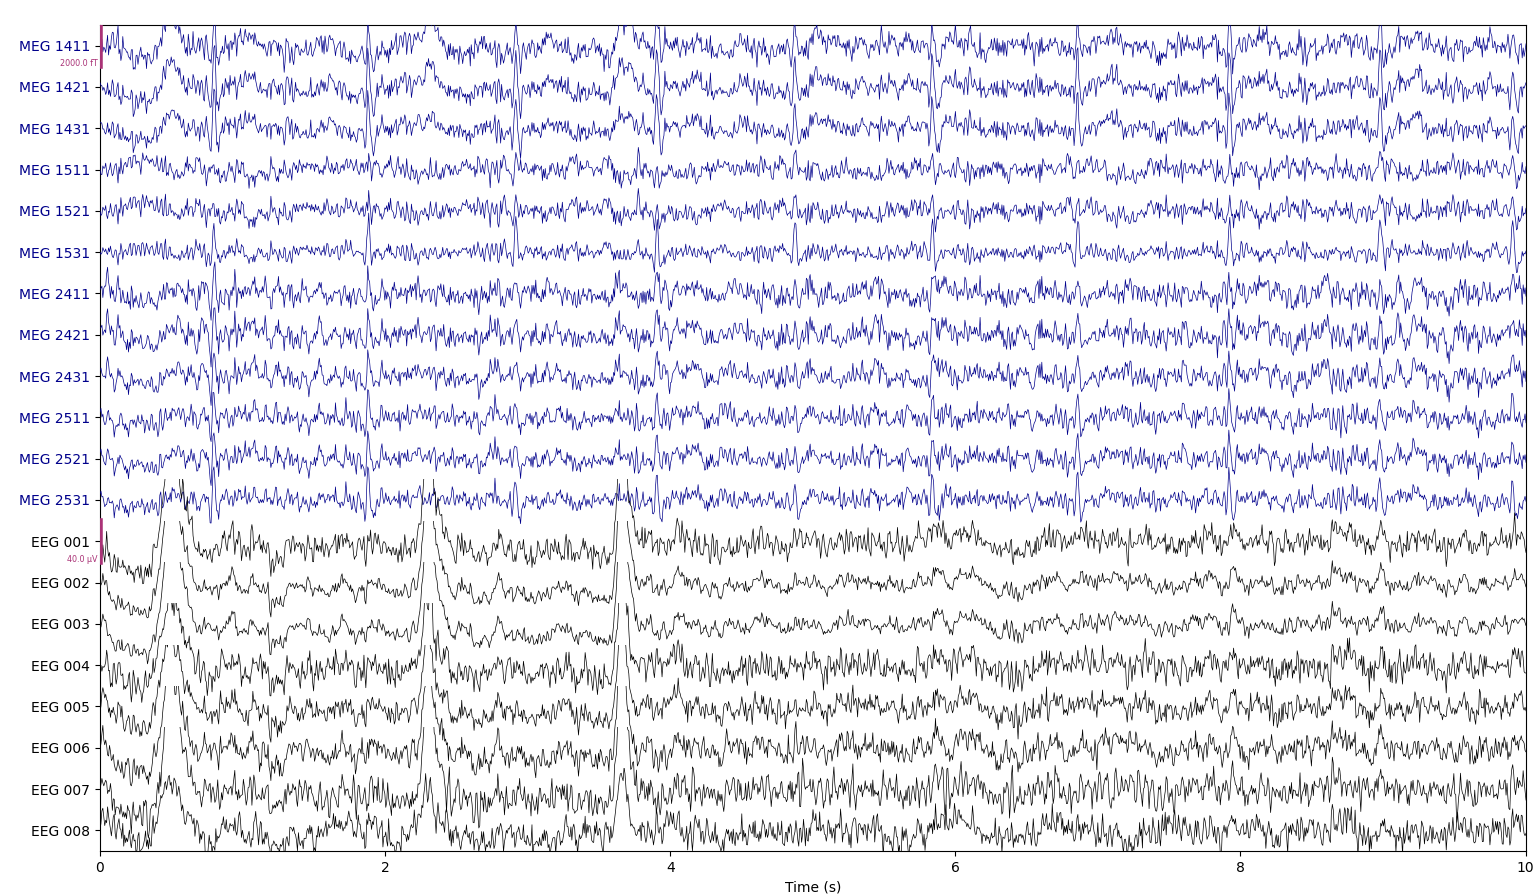 MEG 1411
2000.0 fT
MEG 1421
MEG 1431
MEG 1511
MEG 1521
MEG 1531
MEG 2411
MEG 2421
MEG 2431
MEG 2511
MEG 2521
MEG 2531
EEG 001
40.0 µV
EEG 002
EEG 003
EEG 004
EEG 005
EEG 006
EEG 007
EEG 008
0 2 4 6 8 10
Time (s)